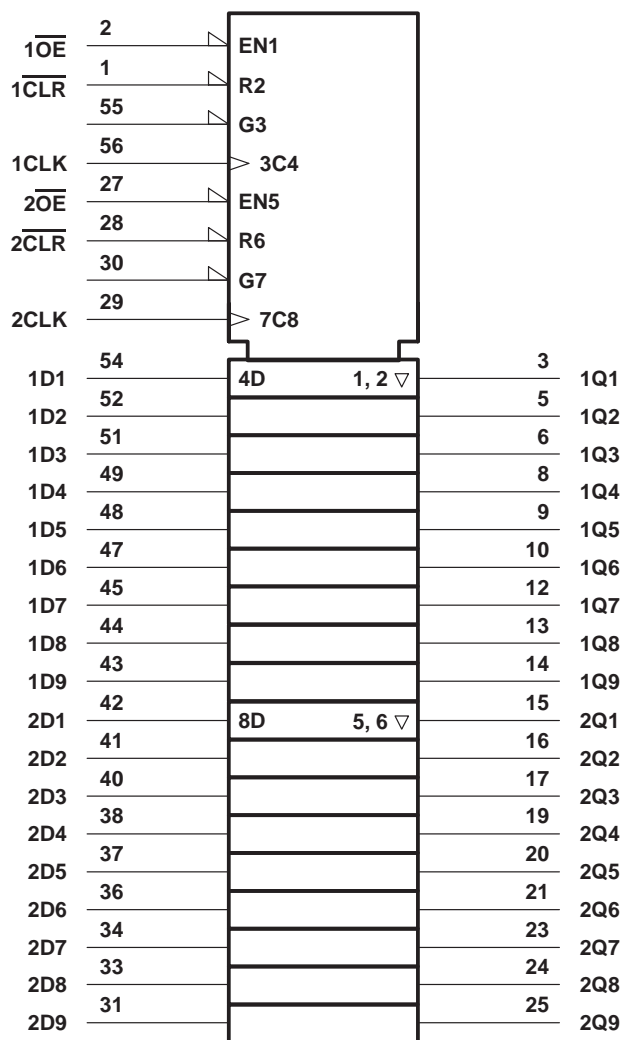 2
1OE EN1
1
1CLR R2
55
G3
56
1CLK 3C4
27
2OE EN5
28
2CLR R6
30
G7
29
2CLK 7C8
54 3
1D1 4D 1, 2 ▽ 1Q1
52 5
1D2 1Q2
51 6
1D3 1Q3
49 8
1D4 1Q4
48 9
1D5 1Q5
47 10
1D6 1Q6
45 12
1D7 1Q7
44 13
1D8 1Q8
43 14
1D9 1Q9
42 15
2D1 8D 5, 6 ▽ 2Q1
41 16
2D2 2Q2
40 17
2D3 2Q3
38 19
2D4 2Q4
37 20
2D5 2Q5
36 21
2D6 2Q6
34 23
2D7 2Q7
33 24
2D8 2Q8
31 25
2D9 2Q9